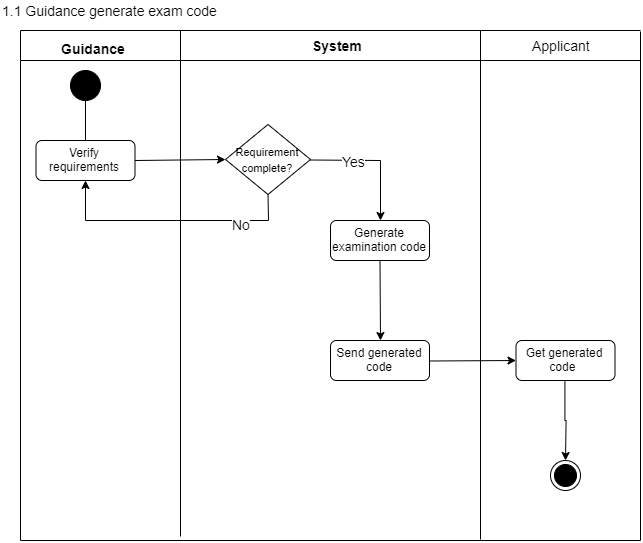 1.1 Guidance generate exam code
Guidance
System
Applicant
Verify
requirements
Requirement
complete?
Yes
No
Generate
examination code
Send generated
code
Get generated
code